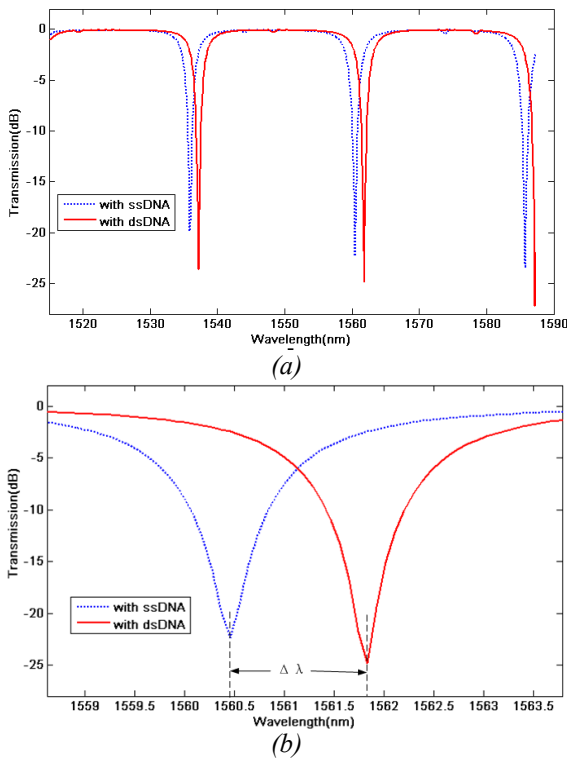 0
-5
-10
-15
-20
-25
Transmission(dB)
with ssDNA
with dsDNA
1520 1530 1540 1550 1560 1570 1580 1590
Wavelength(nm)
(a)
0
-5
-10
-15
-20
-25
Transmission(dB)
with ssDNA
with dsDNA
Δ λ
1559 1559.5 1560 1560.5 1561 1561.5 1562 1562.5 1563 1563.5
Wavelength(nm)
(b)